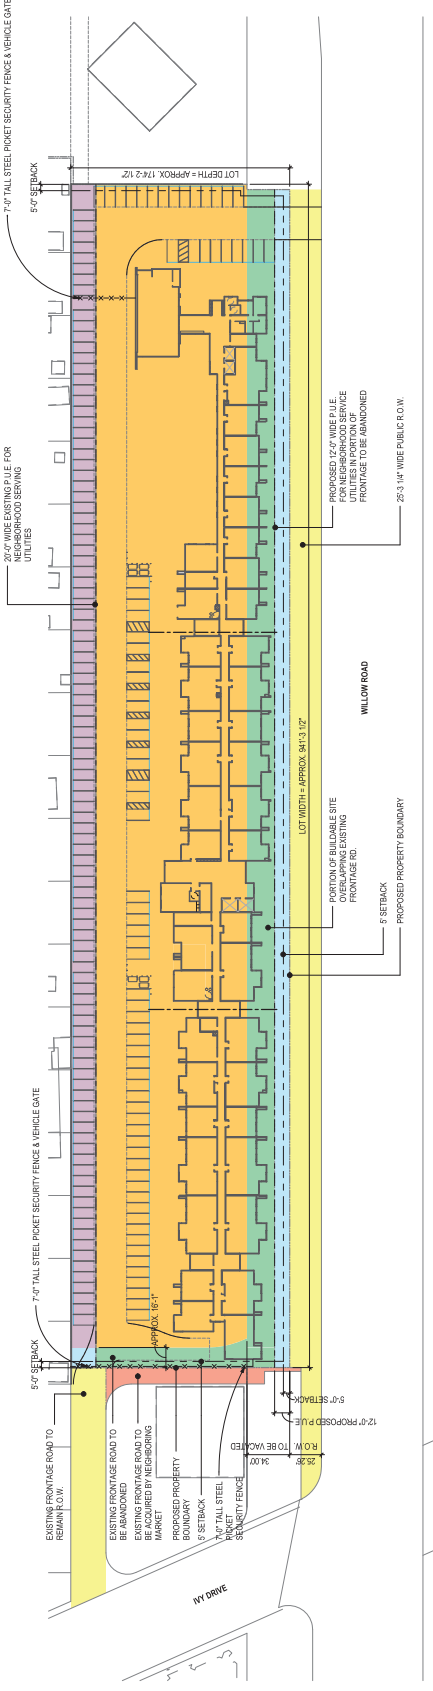 7'-0" TALL STEEL PICKET SECURITY FENCE & VEHICLE GATE
5'-0" SETBACK
LOT DEPTH = APPROX. 174'-2 1/2"
20'-0" WIDE EXISTING P.U.E. FOR
NEIGHBORHOOD SERVING
UTILITIES
PROPOSED 12'-0" WIDE P.U.E.
FOR NEIGHBORHOOD SERVICE
UTILITIES IN PORTION OF
FRONTAGE TO BE ABANDONED
25'-3 1/4" WIDE PUBLIC R.O.W.
WILLOW ROAD
LOT WIDTH = APPROX. 941'-3 1/2"
PORTION OF BUILDABLE SITE
OVERLAPPING EXISTING
FRONTAGE RD.
5' SETBACK
PROPOSED PROPERTY BOUNDARY
7'-0" TALL STEEL PICKET SECURITY FENCE & VEHICLE GATE
5'-0" SETBACK
APPROX. 16'-1"
EXISTING FRONTAGE ROAD TO
REMAIN R.O.W.
EXISTING FRONTAGE ROAD TO
BE ABANDONED
EXISTING FRONTAGE ROAD TO
BE ACQUIRED BY NEIGHBORING
MARKET
PROPOSED PROPERTY
BOUNDARY
5' SETBACK
7'-0" TALL STEEL
PICKET
SECURITY FENCE
34.00'
TO BE VACATED
25.26'
R.O.W.
12'-0" PROPOSED P.U.E
5'-0" SETBACK
IVY DRIVE